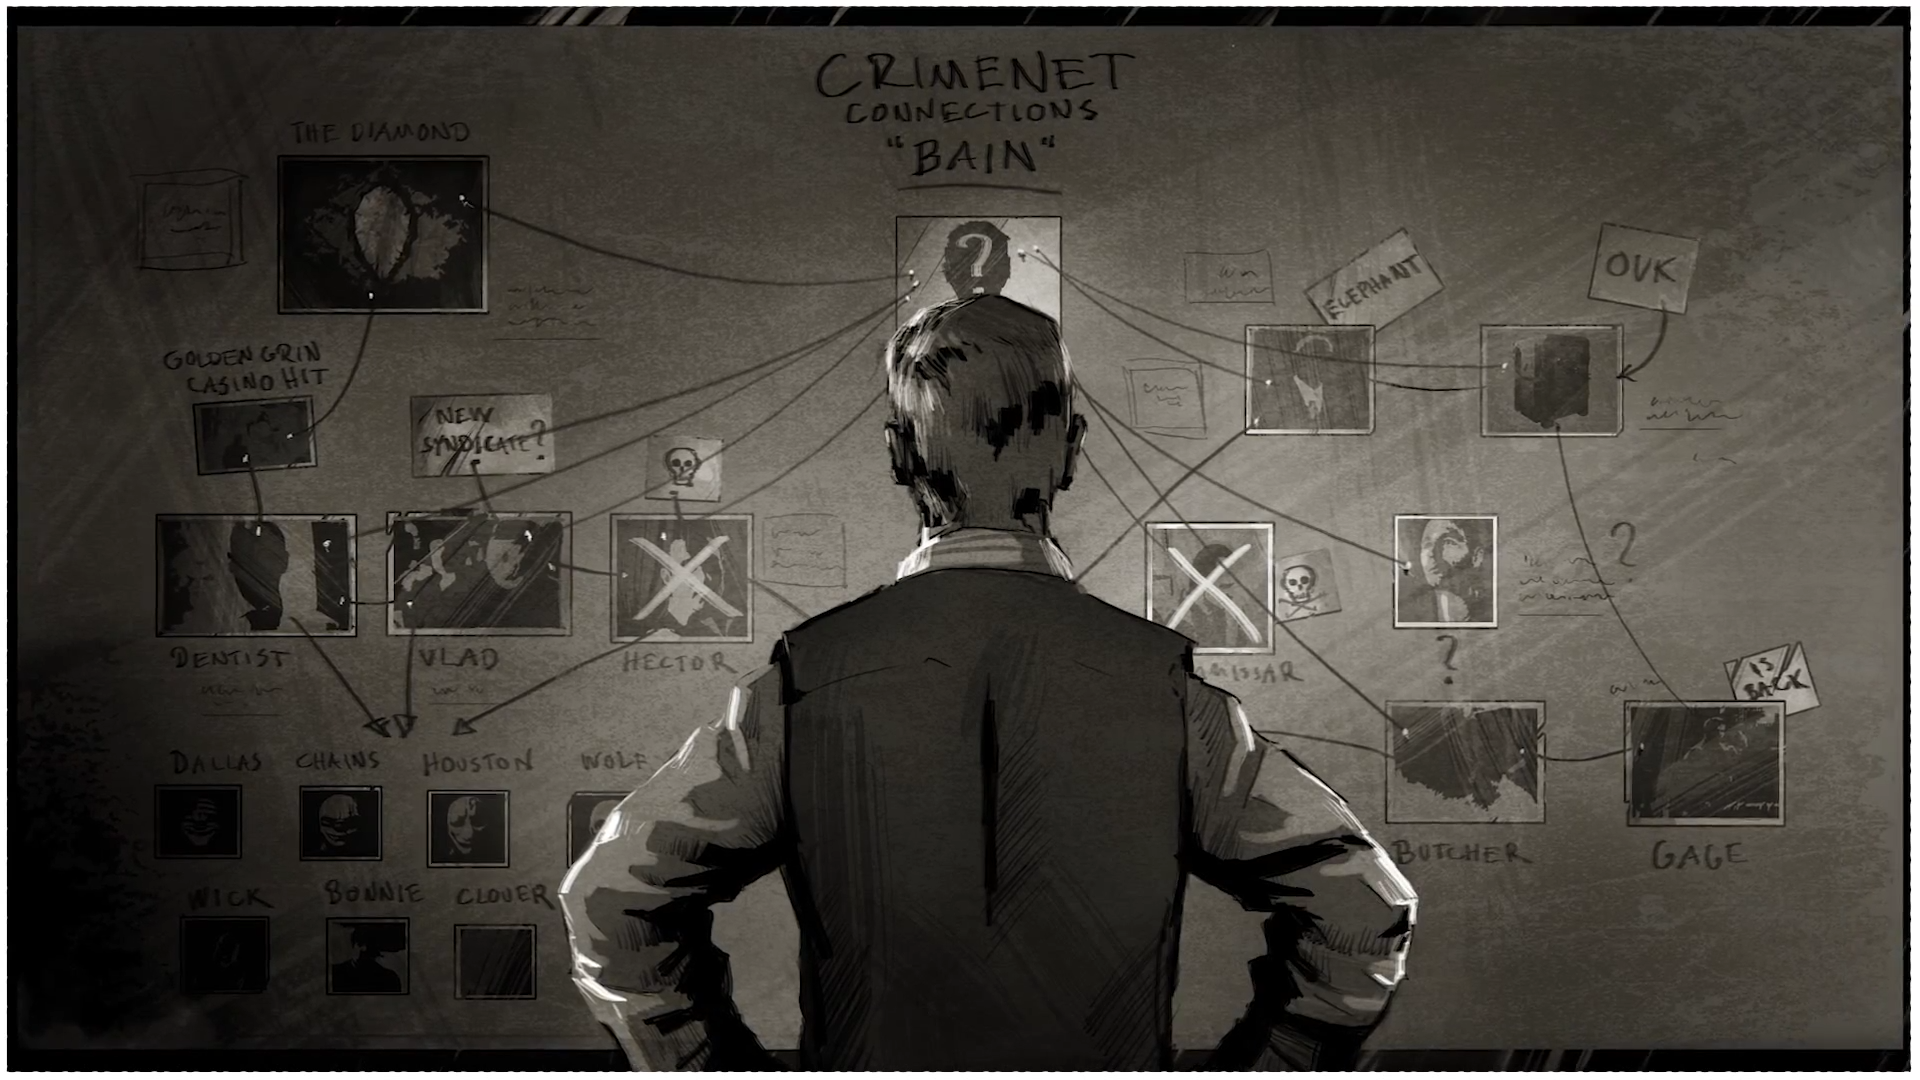 CRIMENET
CONNECTIONS
"BAIN"
THE DIAMOND
?
ELEPHANT
OVK
GOLDEN GRIN
CASINO HIT
NEW
SYNDICATE?
?
DENTIST
VLAD
HECTOR
MISSAR
?
IS
BACK
DALLAS
CHAINS
HOUSTON
WOLF
BUTCHER
GAGE
WICK
BONNIE
CLOVER